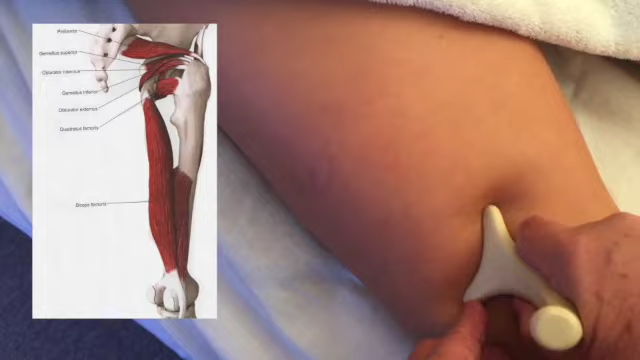 Piriformis
Gemellus superior
Obturator internus
Gemellus inferior
Obturator externus
Quadratus femoris
Biceps femoris